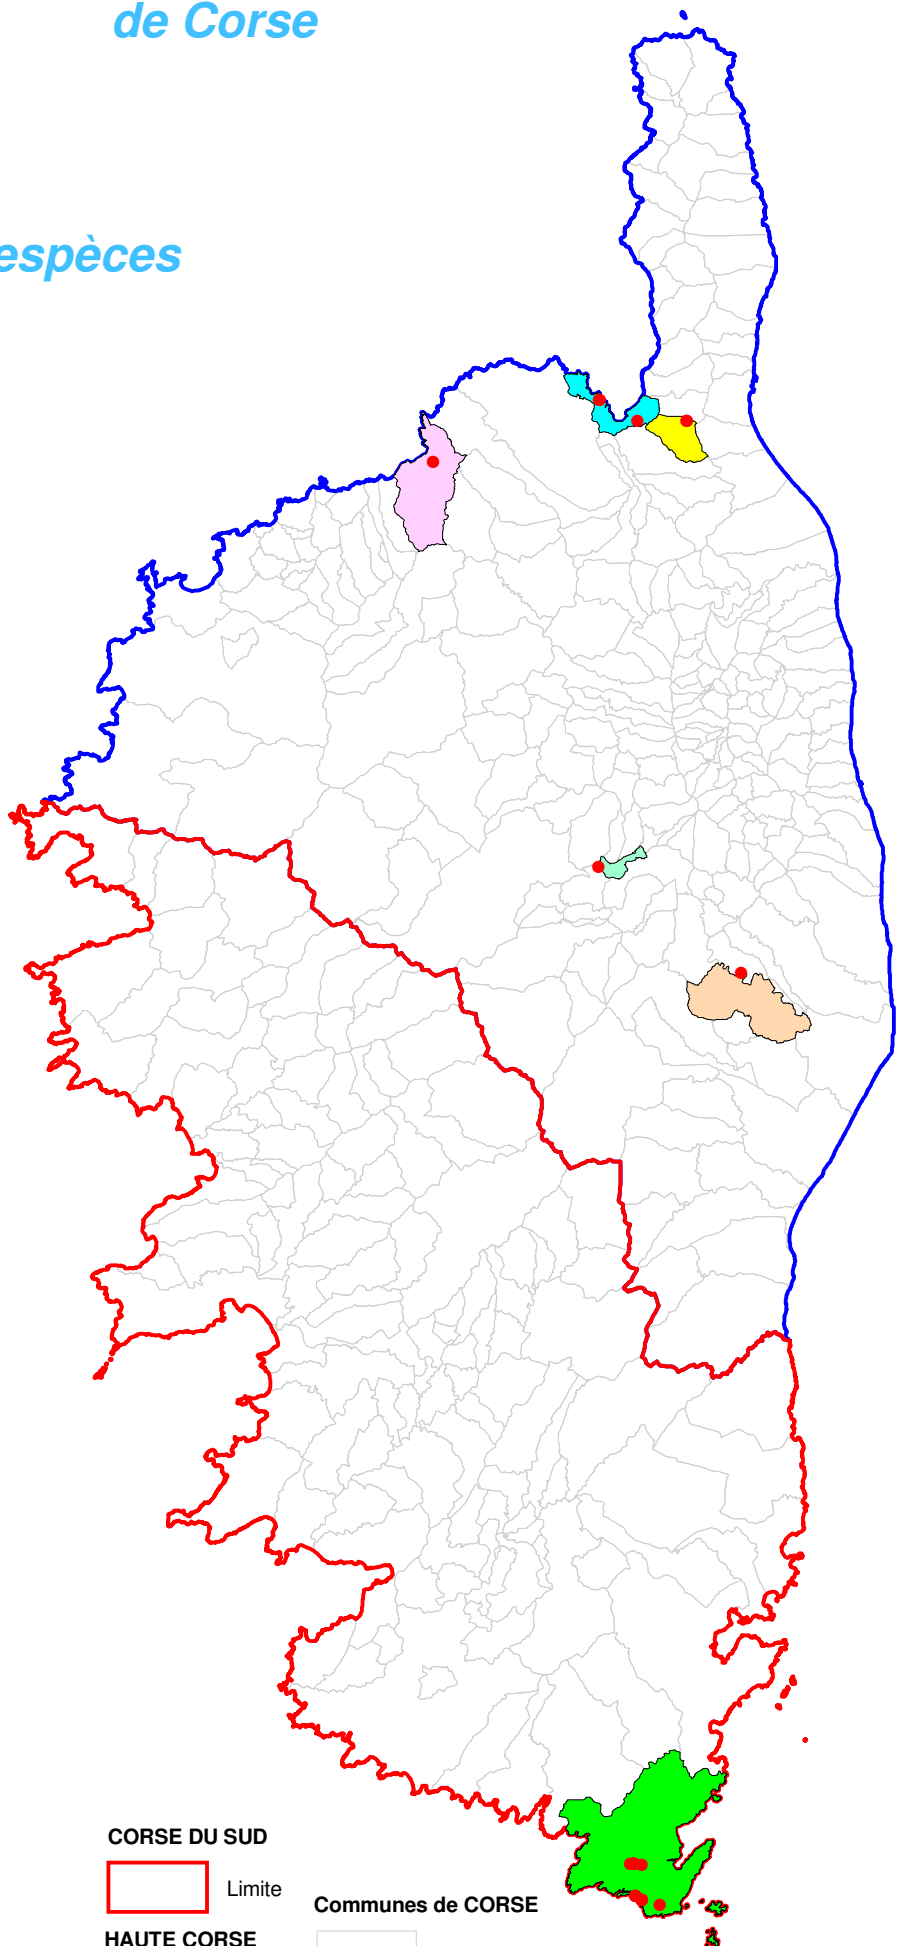 de Corse
espèces
CORSE DU SUD
Limite
Communes de CORSE
HAUTE CORSE